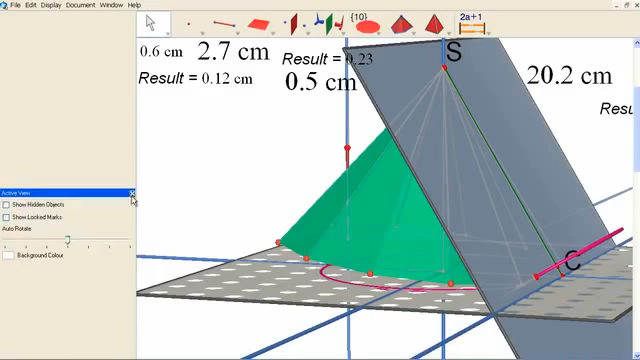 File Edit Display Document Window Help
{10} 2a+1
0.6 cm 2.7 cm Result = 0.23 S 20.2 cm
Result = 0.12 cm 0.5 cm Resu
Active View
Show Hidden Objects
Show Locked Marks
Auto Rotate
Background Colour
C